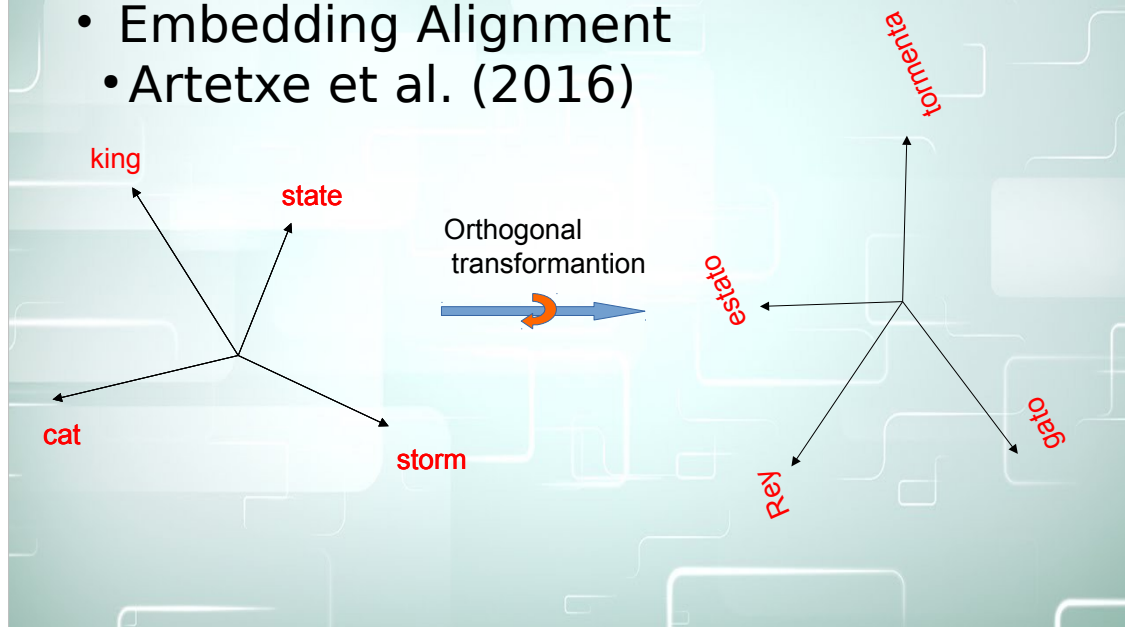 • Embedding Alignment
• Artetxe et al. (2016)
king
state
cat
storm
Orthogonal
transformantion
tormenta
estato
Rey
gato